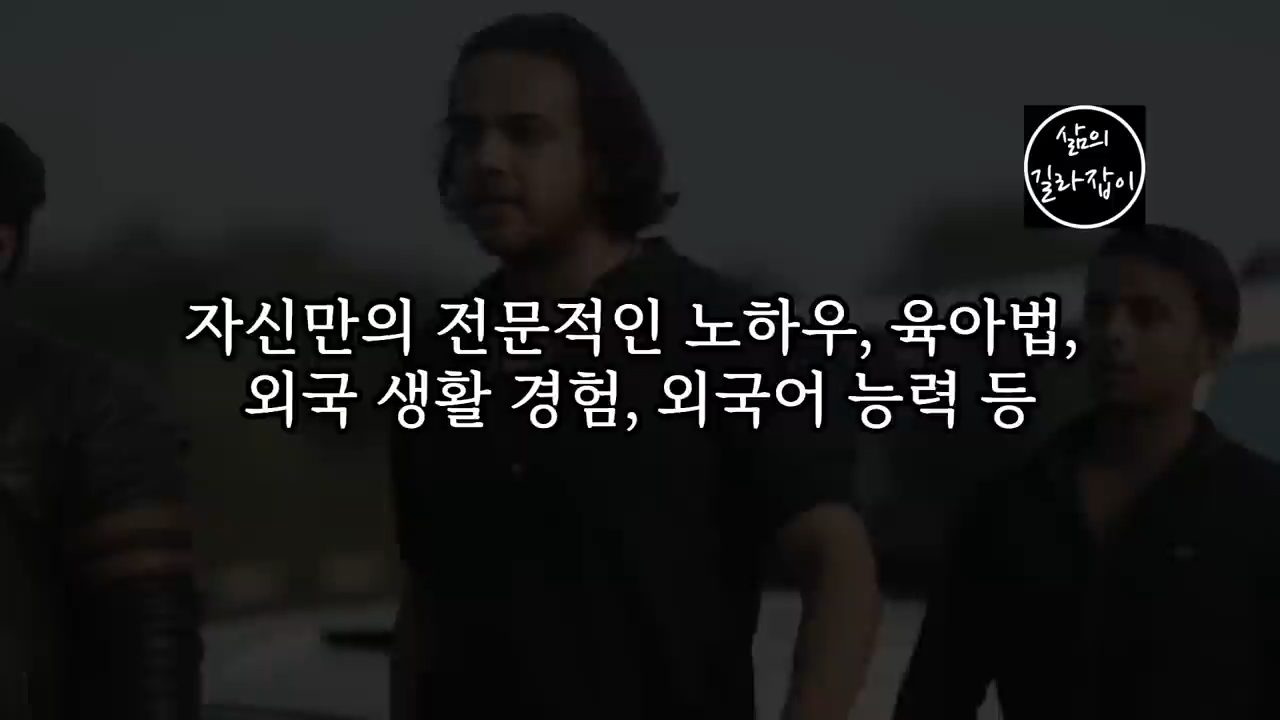 삶의
길라잡이
자신만의 전문적인 노하우, 육아법,
외국 생활 경험, 외국어 능력 등